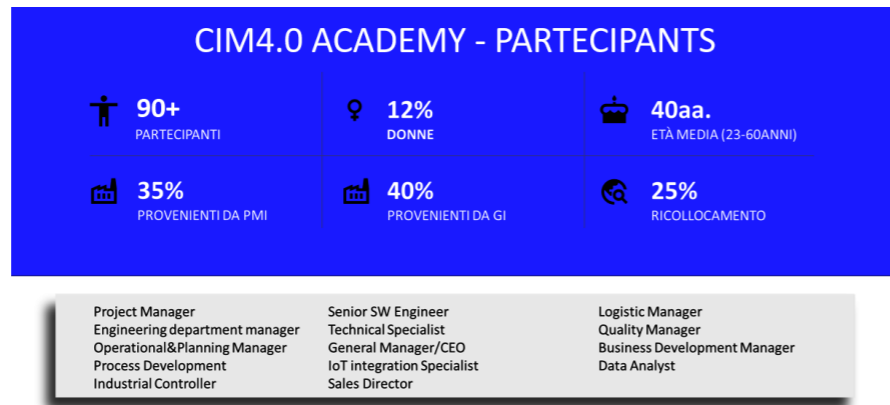 CIM4.0 ACADEMY - PARTECIPANTS
90+
PARTECIPANTI
12%
DONNE
40aa.
ETÀ MEDIA (23-60ANNI)
35%
PROVENIENTI DA PMI
40%
PROVENIENTI DA GI
25%
RICOLLOCAMENTO
Project Manager
Engineering department manager
Operational&Planning Manager
Process Development
Industrial Controller
Senior SW Engineer
Technical Specialist
General Manager/CEO
IoT integration Specialist
Sales Director
Logistic Manager
Quality Manager
Business Development Manager
Data Analyst